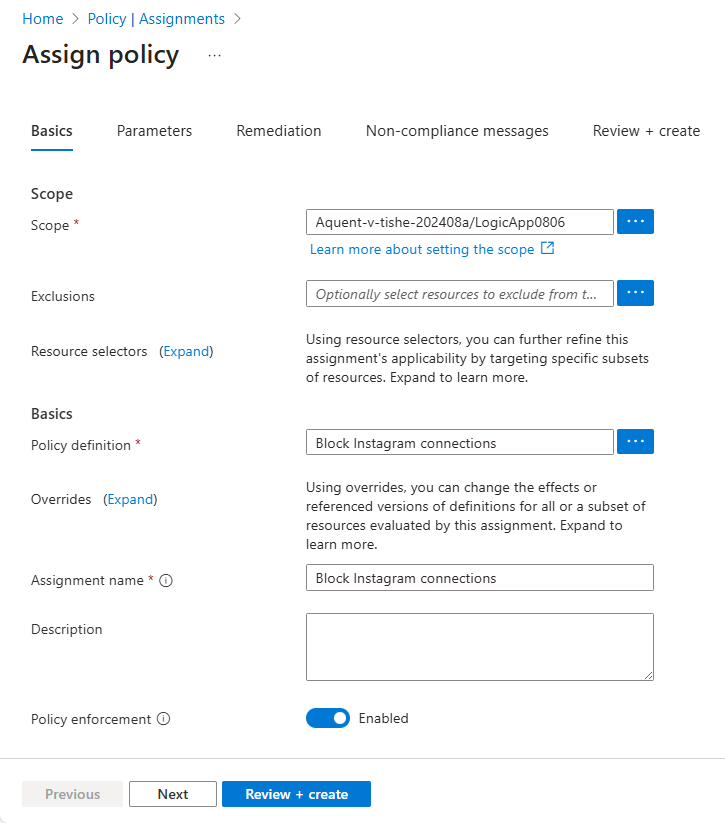 Home > Policy | Assignments >
Assign policy ...
Basics Parameters Remediation Non-compliance messages Review + create
Scope
Scope * Aquent-v-tishe-202408a/LogicApp0806 ...
Learn more about setting the scope
Exclusions Optionally select resources to exclude from t... ...
Using resource selectors, you can further refine this
Resource selectors (Expand) assignment's applicability by targeting specific subsets
of resources. Expand to learn more.
Basics
Policy definition * Block Instagram connections ...
Using overrides, you can change the effects or
Overrides (Expand) referenced versions of definitions for all or a subset of
resources evaluated by this assignment. Expand to
learn more.
Assignment name * Block Instagram connections
Description
Policy enforcement Enabled
Previous Next Review + create